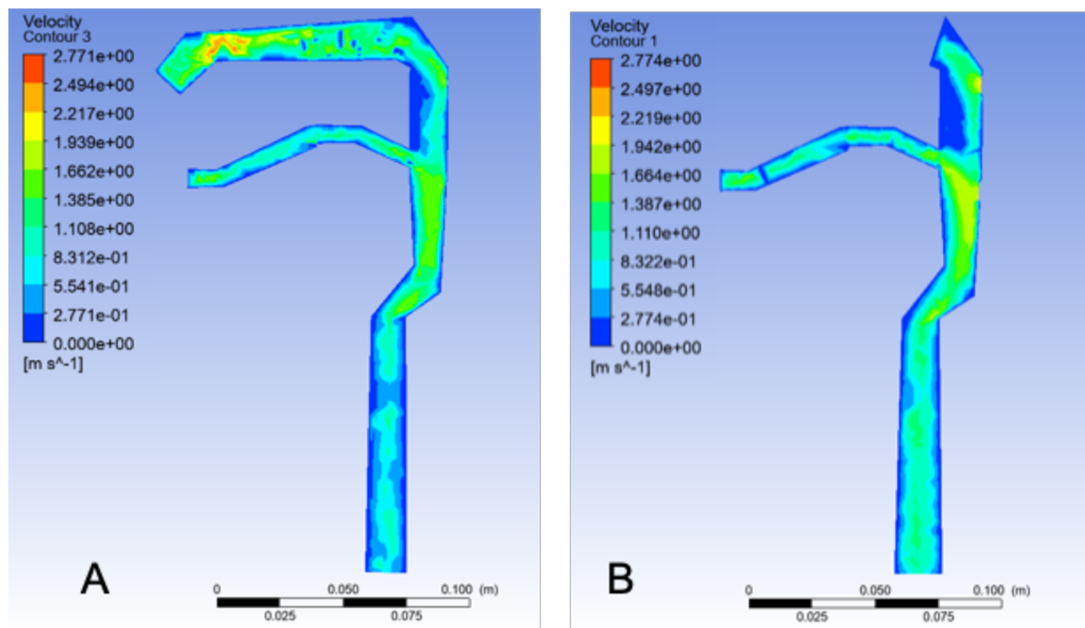 Velocity
Contour 3
2.771e+00
2.494e+00
2.217e+00
1.939e+00
1.662e+00
1.385e+00
1.108e+00
8.312e-01
5.541e-01
2.771e-01
0.000e+00
[m s^-1]
A
0 0.050 0.100 (m)
0.025 0.075
Velocity
Contour 1
2.774e+00
2.497e+00
2.219e+00
1.942e+00
1.664e+00
1.387e+00
1.110e+00
8.322e-01
5.548e-01
2.774e-01
0.000e+00
[m s^-1]
B
0 0.050 0.100 (m)
0.025 0.075